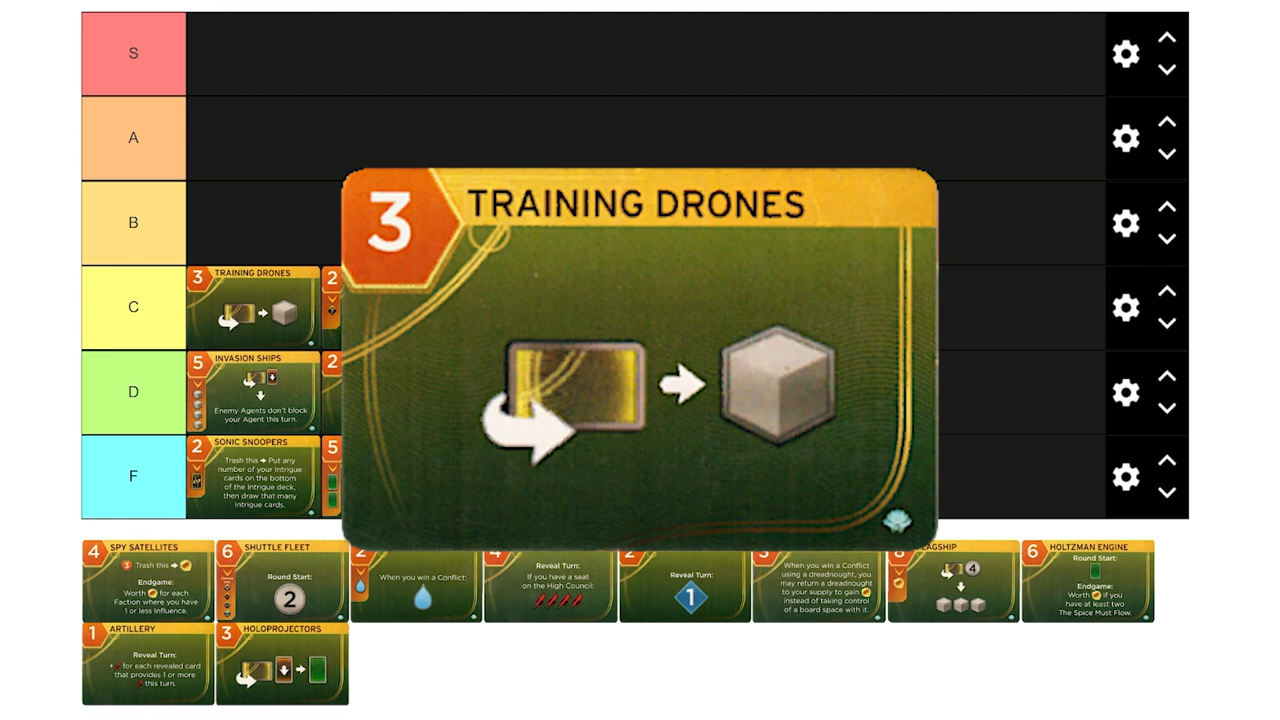 S
A
B
C
D
F
3
TRAINING DRONES
3
TRAINING DRONES
2
5
INVASION SHIPS
Enemy Agents don't block
your Agent this turn.
2
2
SONIC SNOOPERS
Trash this → Put any
number of your Intrigue
cards on the bottom
of the Intrigue deck,
then draw that many
Intrigue cards.
5
4
SPY SATELLITES
3 Trash this →
Endgame:
Worth for each
Faction where you have
1 or less Influence.
6
SHUTTLE FLEET
Round Start:
2
2
When you win a Conflict:
4
Reveal Turn:
If you have a seat
on the High Council:
2
Reveal Turn:
1
3
When you win a Conflict
using a dreadnought, you
may return a dreadnought
to your supply to gain
instead of taking control
of a board space with it.
8
LAGSHIP
4
6
HOLTZMAN ENGINE
Round Start:
Endgame:
Worth if you
have at least two
The Spice Must Flow.
1
ARTILLERY
Reveal Turn:
+ for each revealed card
that provides 1 or more
this turn.
3
HOLOPROJECTORS